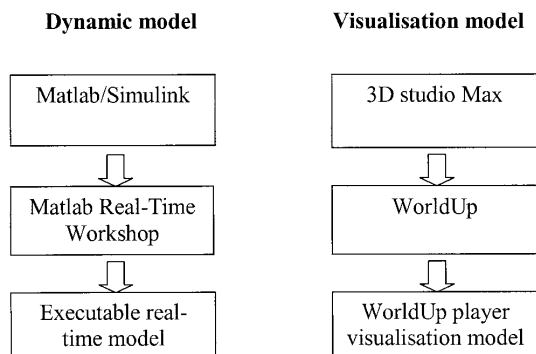 Dynamic model
Visualisation model
Matlab/Simulink
3D studio Max
Matlab Real-Time
Workshop
WorldUp
Executable real-
time model
WorldUp player
visualisation model